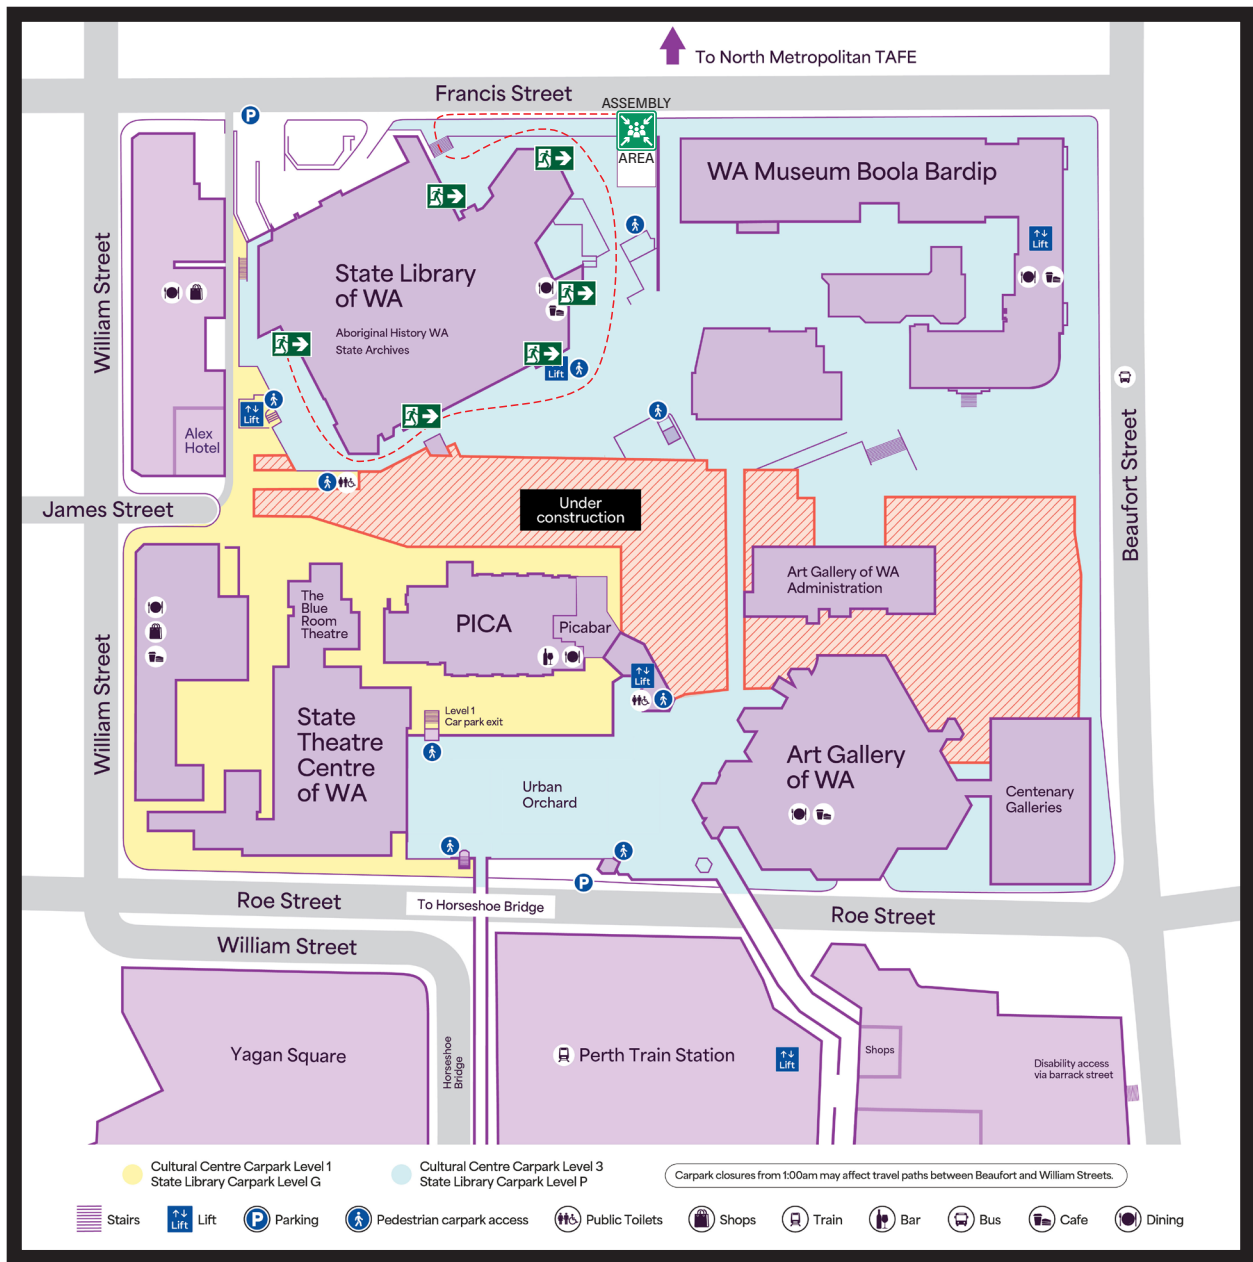 To North Metropolitan TAFE
Francis Street
ASSEMBLY
AREA
P
WA Museum Boola Bardip
Lift
William Street
State Library
of WA
Aboriginal History WA
State Archives
Lift
Lift
Alex
Hotel
James Street
Under
construction
Beaufort Street
Art Gallery of WA
Administration
The
Blue
Room
Theatre
PICA
Picabar
Lift
William Street
State
Theatre
Centre
of WA
Level 1
Car park exit
Urban
Orchard
Art Gallery
of WA
Centenary
Galleries
P
Roe Street
To Horseshoe Bridge
Roe Street
William Street
Yagan Square
Horseshoe
Bridge
Perth Train Station
Lift
Shops
Disability access
via barrack street
Cultural Centre Carpark Level 1
State Library Carpark Level G
Cultural Centre Carpark Level 3
State Library Carpark Level P
Carpark closures from 1:00am may affect travel paths between Beaufort and William Streets.
Stairs
Lift
Lift
P
Parking
Pedestrian carpark access
Public Toilets
Shops
Train
Bar
Bus
Cafe
Dining